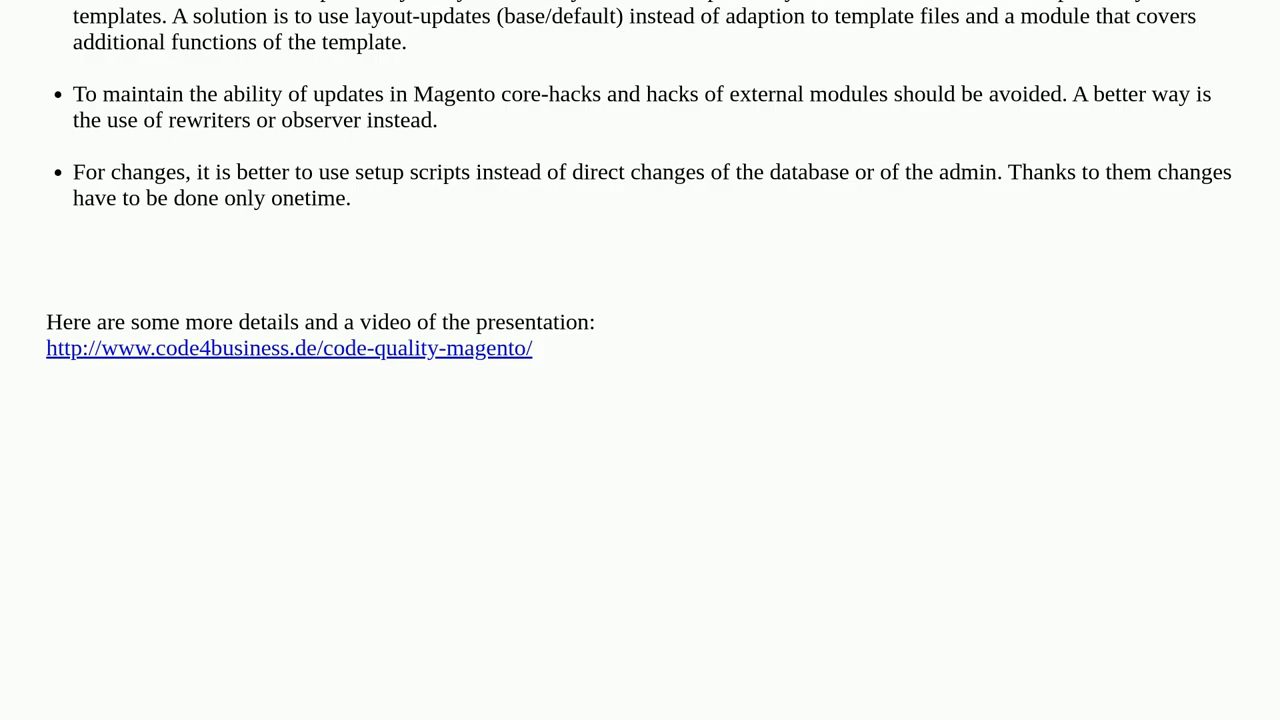 templates. A solution is to use layout-updates (base/default) instead of adaption to template files and a module that covers
additional functions of the template.
• To maintain the ability of updates in Magento core-hacks and hacks of external modules should be avoided. A better way is
the use of rewriters or observer instead.
• For changes, it is better to use setup scripts instead of direct changes of the database or of the admin. Thanks to them changes
have to be done only onetime.
Here are some more details and a video of the presentation:
http://www.code4business.de/code-quality-magento/